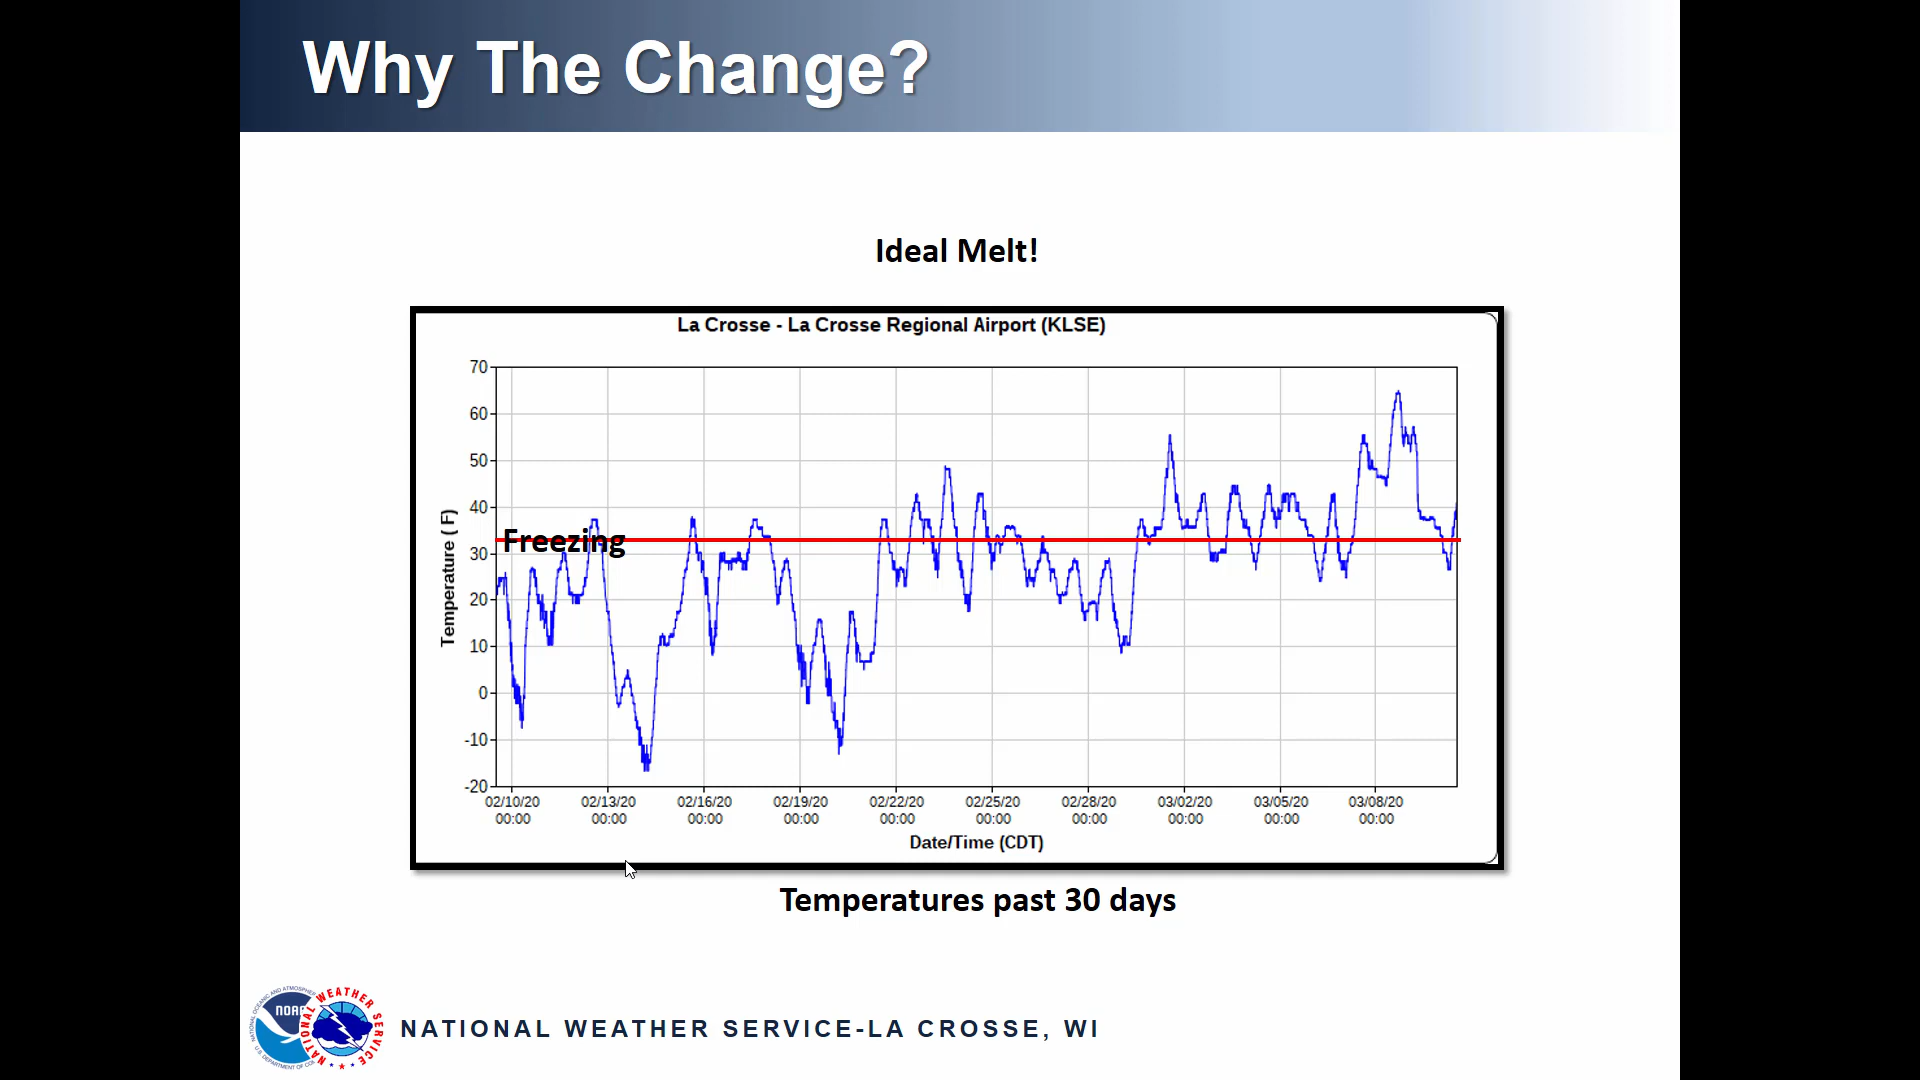 Why The Change?
Ideal Melt!
La Crosse - La Crosse Regional Airport (KLSE)
70
60
50
40
30
20
10
0
-10
-20
Temperature ( F)
Freezing
02/10/20 02/13/20 02/16/20 02/19/20 02/22/20 02/25/20 02/28/20 03/02/20 03/05/20 03/08/20
00:00 00:00 00:00 00:00 00:00 00:00 00:00 00:00 00:00 00:00
Date/Time (CDT)
Temperatures past 30 days
NATIONAL WEATHER SERVICE
NATIONAL WEATHER SERVICE-LA CROSSE, WI